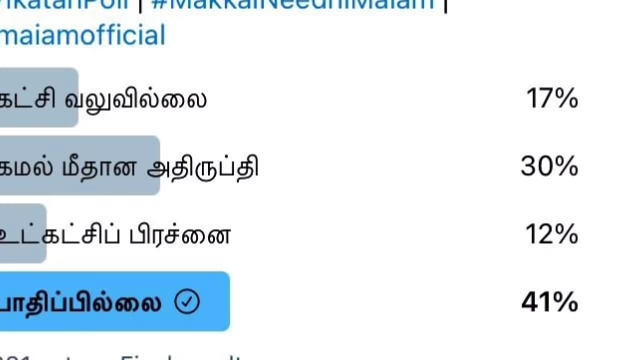 #MakkalNeedhiMaiam |
maiamofficial
கட்சி வலுவில்லை 17%
கமல் மீதான அதிருப்தி 30%
உட்கட்சிப் பிரச்னை 12%
பாதிப்பில்லை 41%